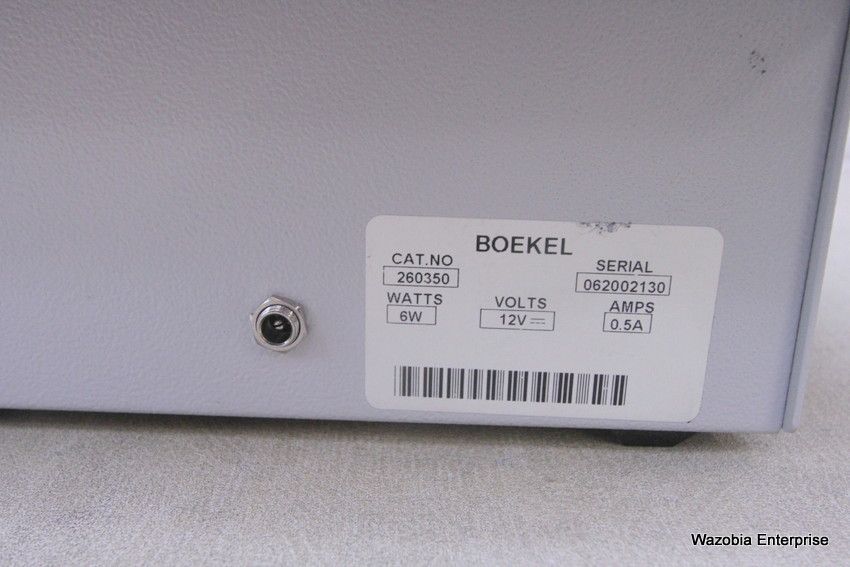 BOEKEL
CAT.NO
260350
SERIAL
062002130
WATTS
6W
VOLTS
12V
AMPS
0.5A
Wazobia Enterprise